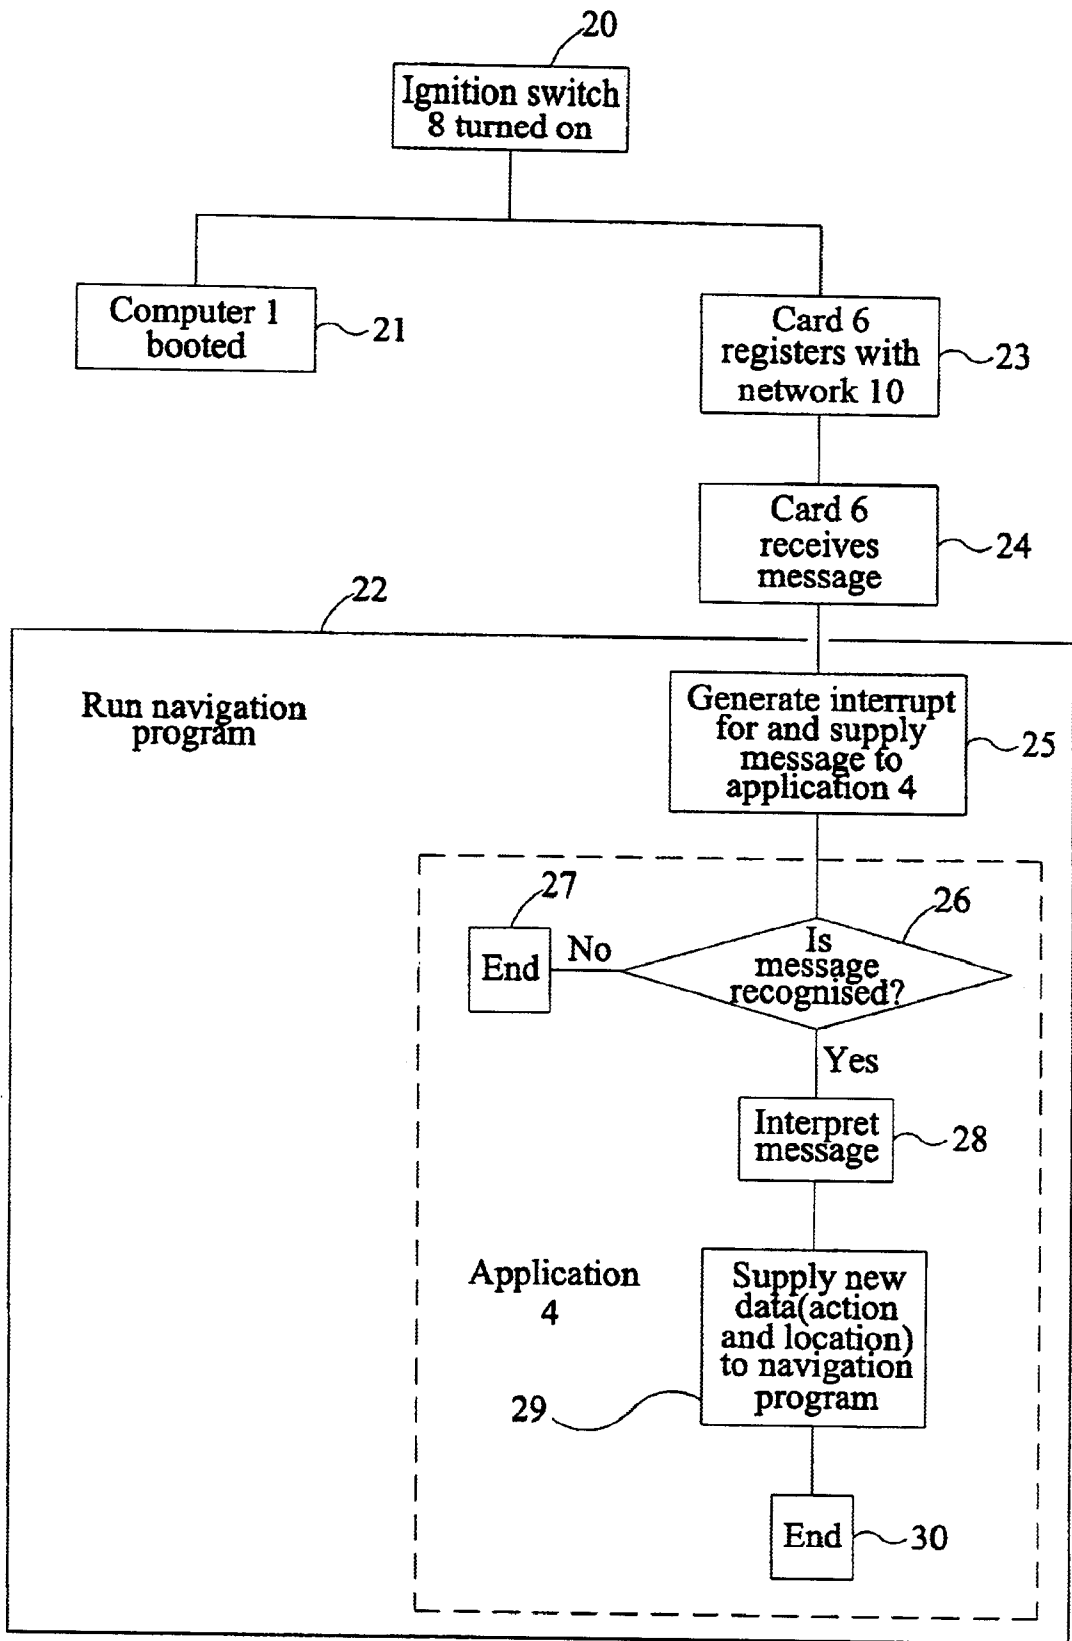 20
Ignition switch
8 turned on
Computer 1
booted
21
Card 6
registers with
network 10
23
Card 6
receives
message
24
22
Run navigation
program
Generate interrupt
for and supply
message to
application 4
25
27
End
No
26
Is
message
recognised?
Yes
Interpret
message
28
Application
4
Supply new
data(action
and location)
to navigation
program
29
End
30